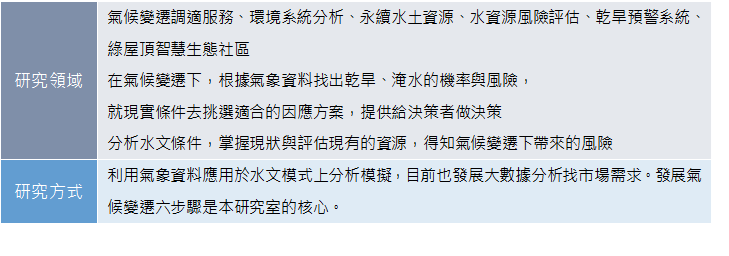 研究領域
氣候變遷調適服務、環境系統分析、永續水土資源、水資源風險評估、乾旱預警系統、
綠屋頂智慧生態社區
在氣候變遷下，根據氣象資料找出乾旱、淹水的機率與風險，
就現實條件去挑選適合的因應方案，提供給決策者做決策
分析水文條件，掌握現狀與評估現有的資源，得知氣候變遷下帶來的風險
研究方式
利用氣象資料應用於水文模式上分析模擬，目前也發展大數據分析找市場需求。發展氣
候變遷六步驟是本研究室的核心。